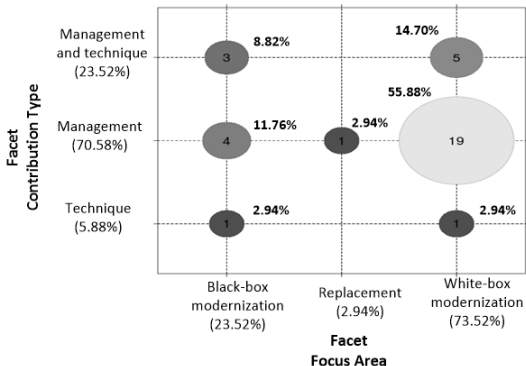 Management
and technique
(23.52%)
8.82%
3
14.70%
5
Facet
Contribution Type
Management
(70.58%)
11.76%
4
2.94%
1
55.88%
19
Technique
(5.88%)
2.94%
1
2.94%
1
Black-box
modernization
(23.52%)
Replacement
(2.94%)
White-box
modernization
(73.52%)
Facet
Focus Area